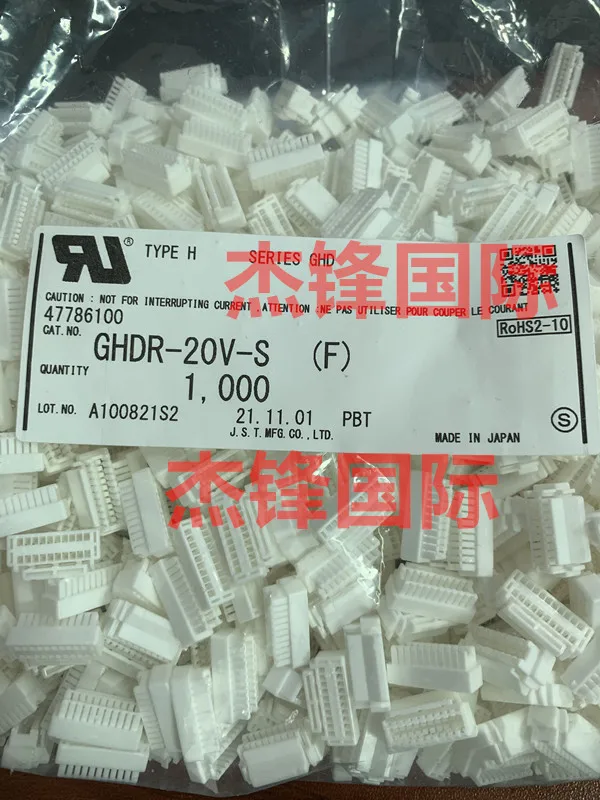 TYPE H SERIES GHD
杰锋国际
CAUTION : NOT FOR INTERRUPTING CURRENT. ATTENTION :NE PAS UTILISER POUR COUPER LE COURANT
47786100
RoHS2-10
CAT.NO. GHDR-20V-S (F)
QUANTITY 1,000
LOT.NO. A100821S2 21.11.01 PBT
S
J.S.T.MFG.CO.,LTD. MADE IN JAPAN
杰锋国际